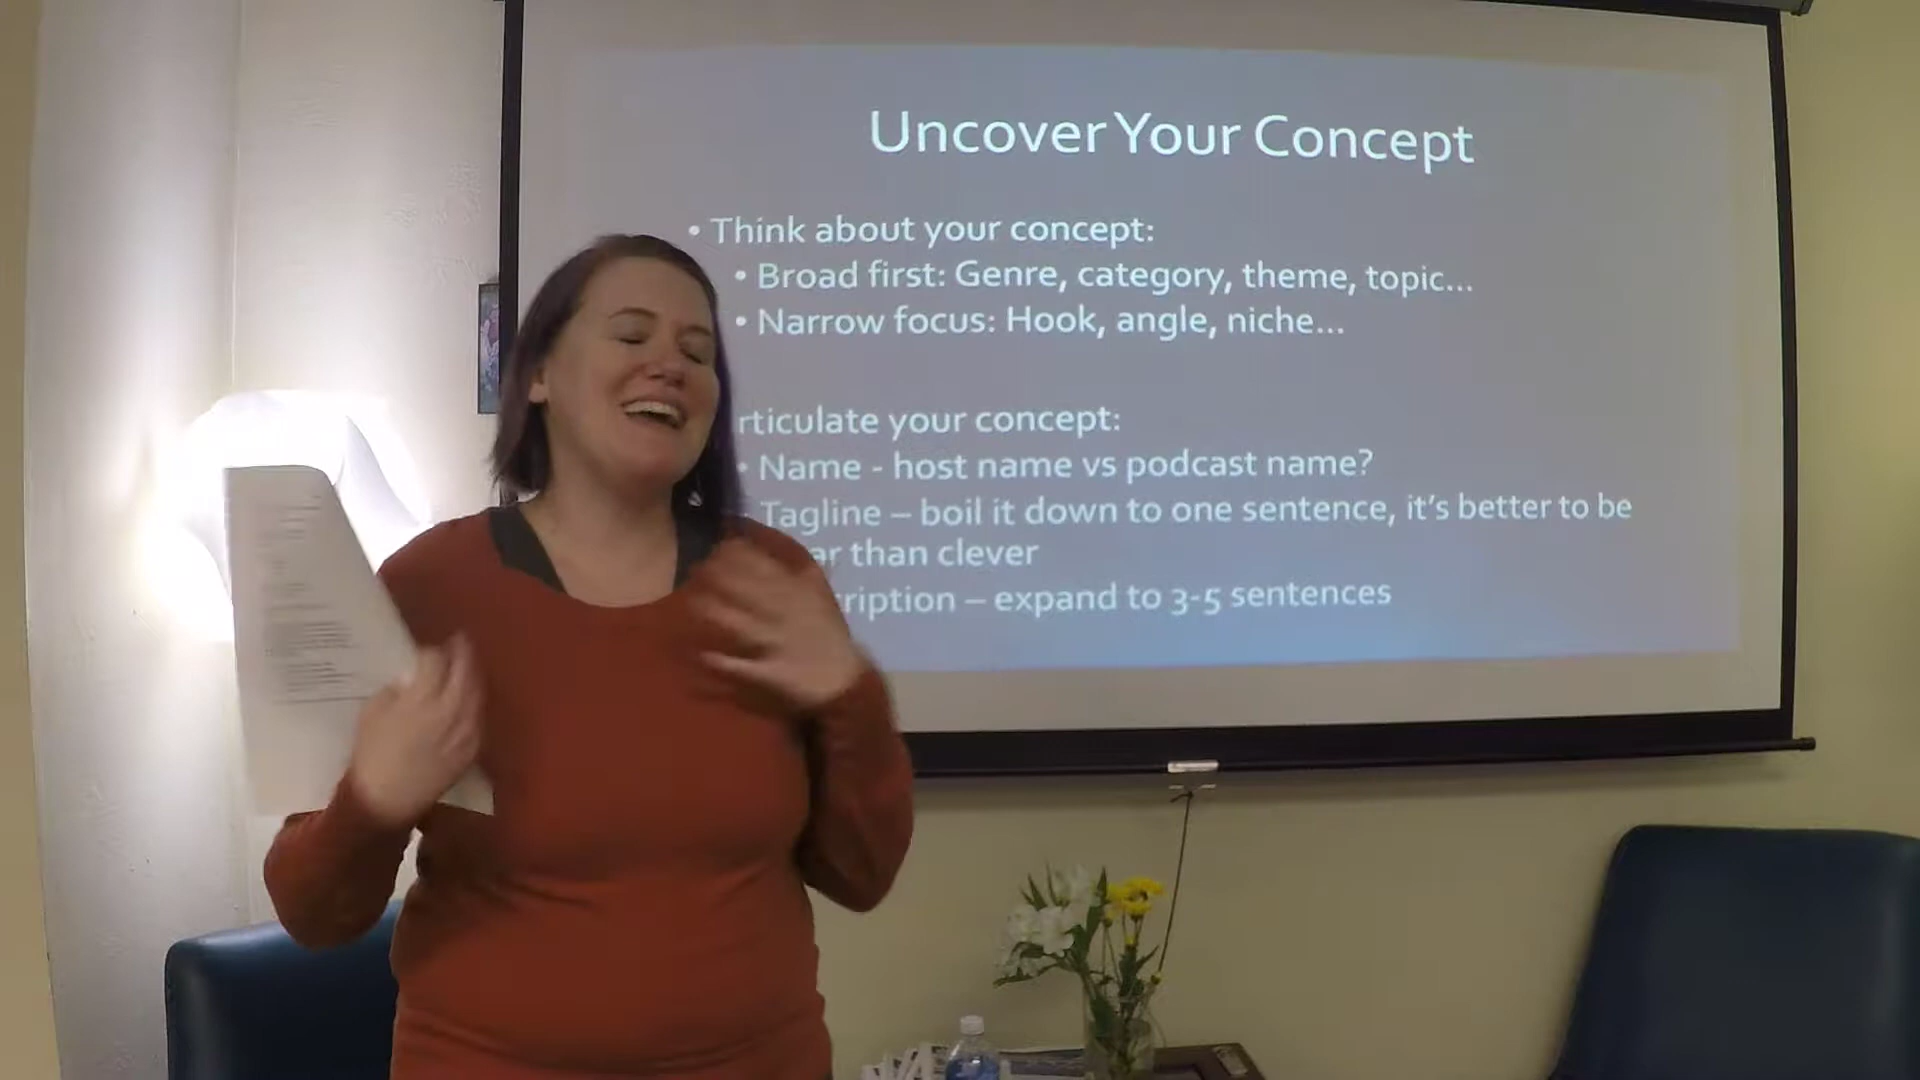 Uncover Your Concept
• Think about your concept:
• Broad first: Genre, category, theme, topic...
• Narrow focus: Hook, angle, niche...
rticulate your concept:
• Name - host name vs podcast name?
Tagline – boil it down to one sentence, it's better to be
ar than clever
ription – expand to 3-5 sentences